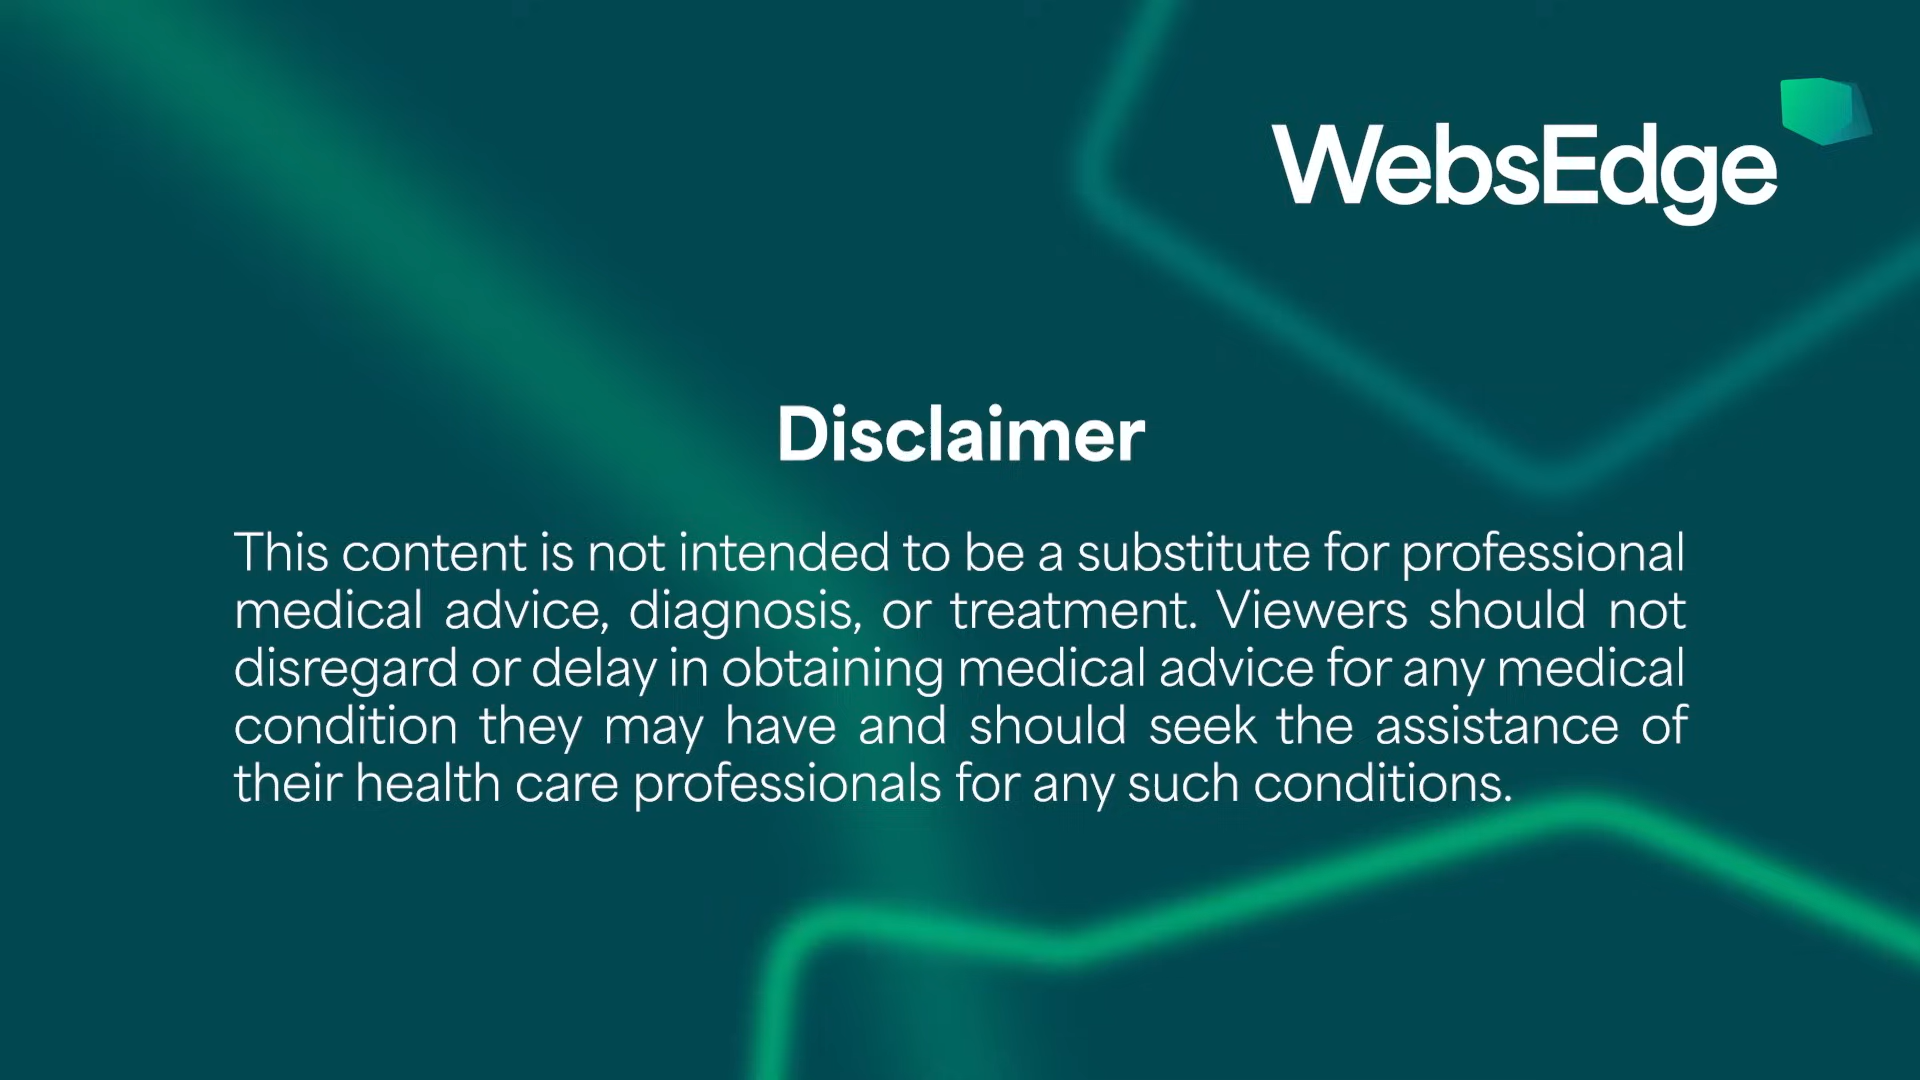 WebsEdge
Disclaimer
This content is not intended to be a substitute for professional
medical advice, diagnosis, or treatment. Viewers should not
disregard or delay in obtaining medical advice for any medical
condition they may have and should seek the assistance of
their health care professionals for any such conditions.